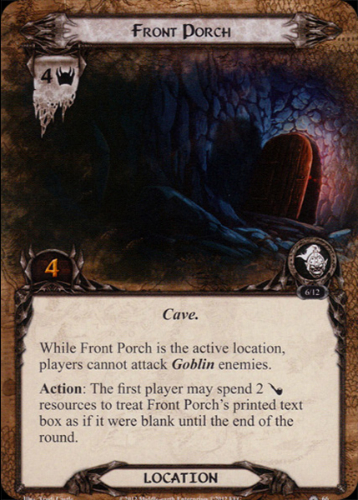 Front Porch
4
4
6/12
Cave.
While Front Porch is the active location,
players cannot attack Goblin enemies.
Action: The first player may spend 2
resources to treat Front Porch's printed text
box as if it were blank until the end of the
round.
LOCATION